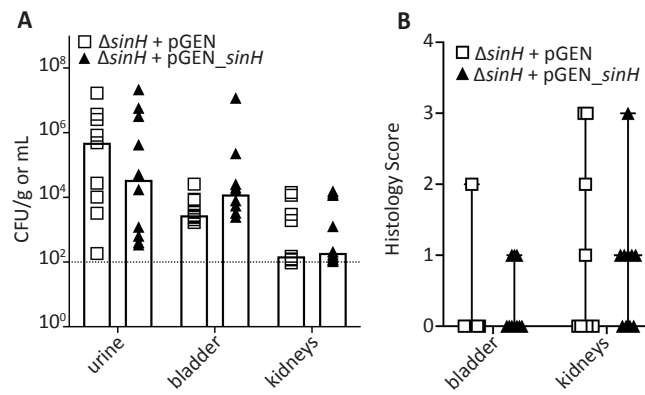 A
□ ΔsinH + pGEN
▲ ΔsinH + pGEN_sinH
CFU/g or mL
10⁸
10⁶
10⁴
10²
10⁰
urine
bladder
kidneys
B
□ ΔsinH + pGEN
▲ ΔsinH + pGEN_sinH
Histology Score
4
3
2
1
0
bladder
kidneys